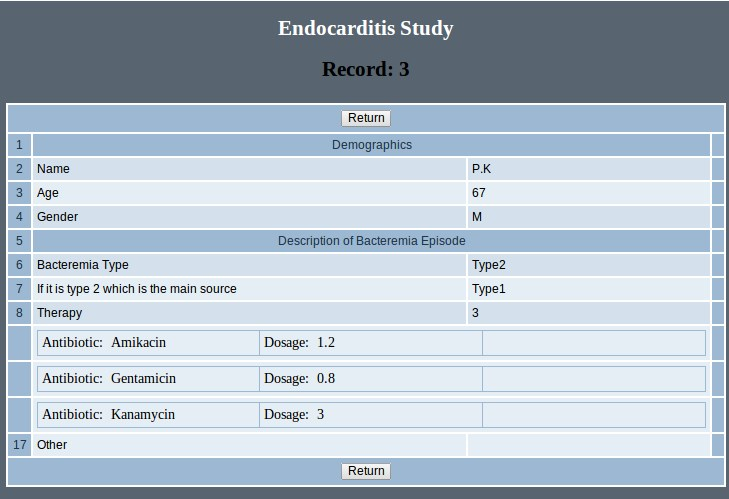 Endocarditis Study
Record: 3
Return
1 Demographics
2 Name P.K
3 Age 67
4 Gender M
5 Description of Bacteremia Episode
6 Bacteremia Type Type2
7 If it is type 2 which is the main source Type1
8 Therapy 3
Antibiotic: Amikacin Dosage: 1.2
Antibiotic: Gentamicin Dosage: 0.8
Antibiotic: Kanamycin Dosage: 3
17 Other
Return